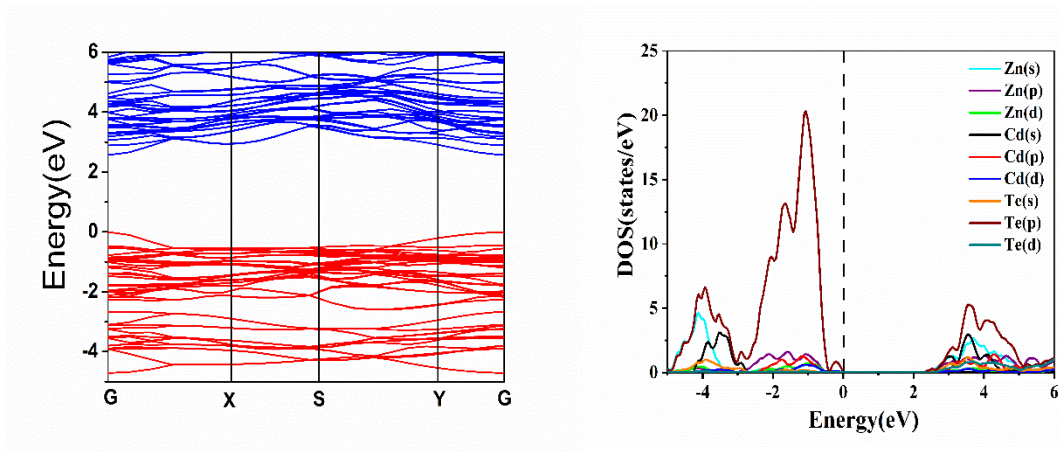 Energy(eV)
6
4
2
0
-2
-4
G X S Y G
DOS(states/eV)
25
20
15
10
5
0
Zn(s)
Zn(p)
Zn(d)
Cd(s)
Cd(p)
Cd(d)
Te(s)
Te(p)
Te(d)
-4 -2 0 2 4 6
Energy(eV)